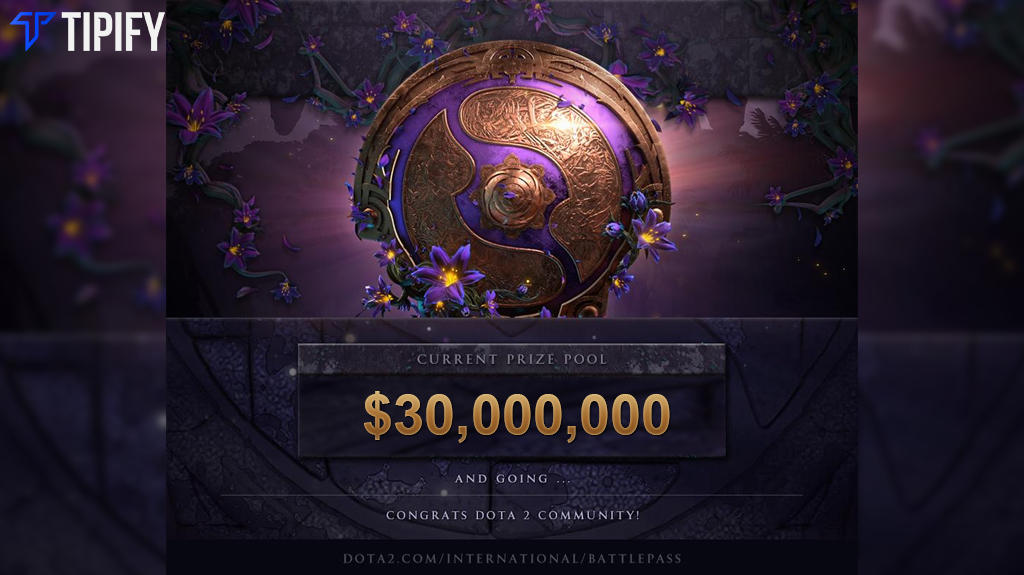 TIPIFY
CURRENT PRIZE POOL
$30,000,000
AND GOING ...
CONGRATS DOTA 2 COMMUNITY!
DOTA2.COM/INTERNATIONAL/BATTLEPASS